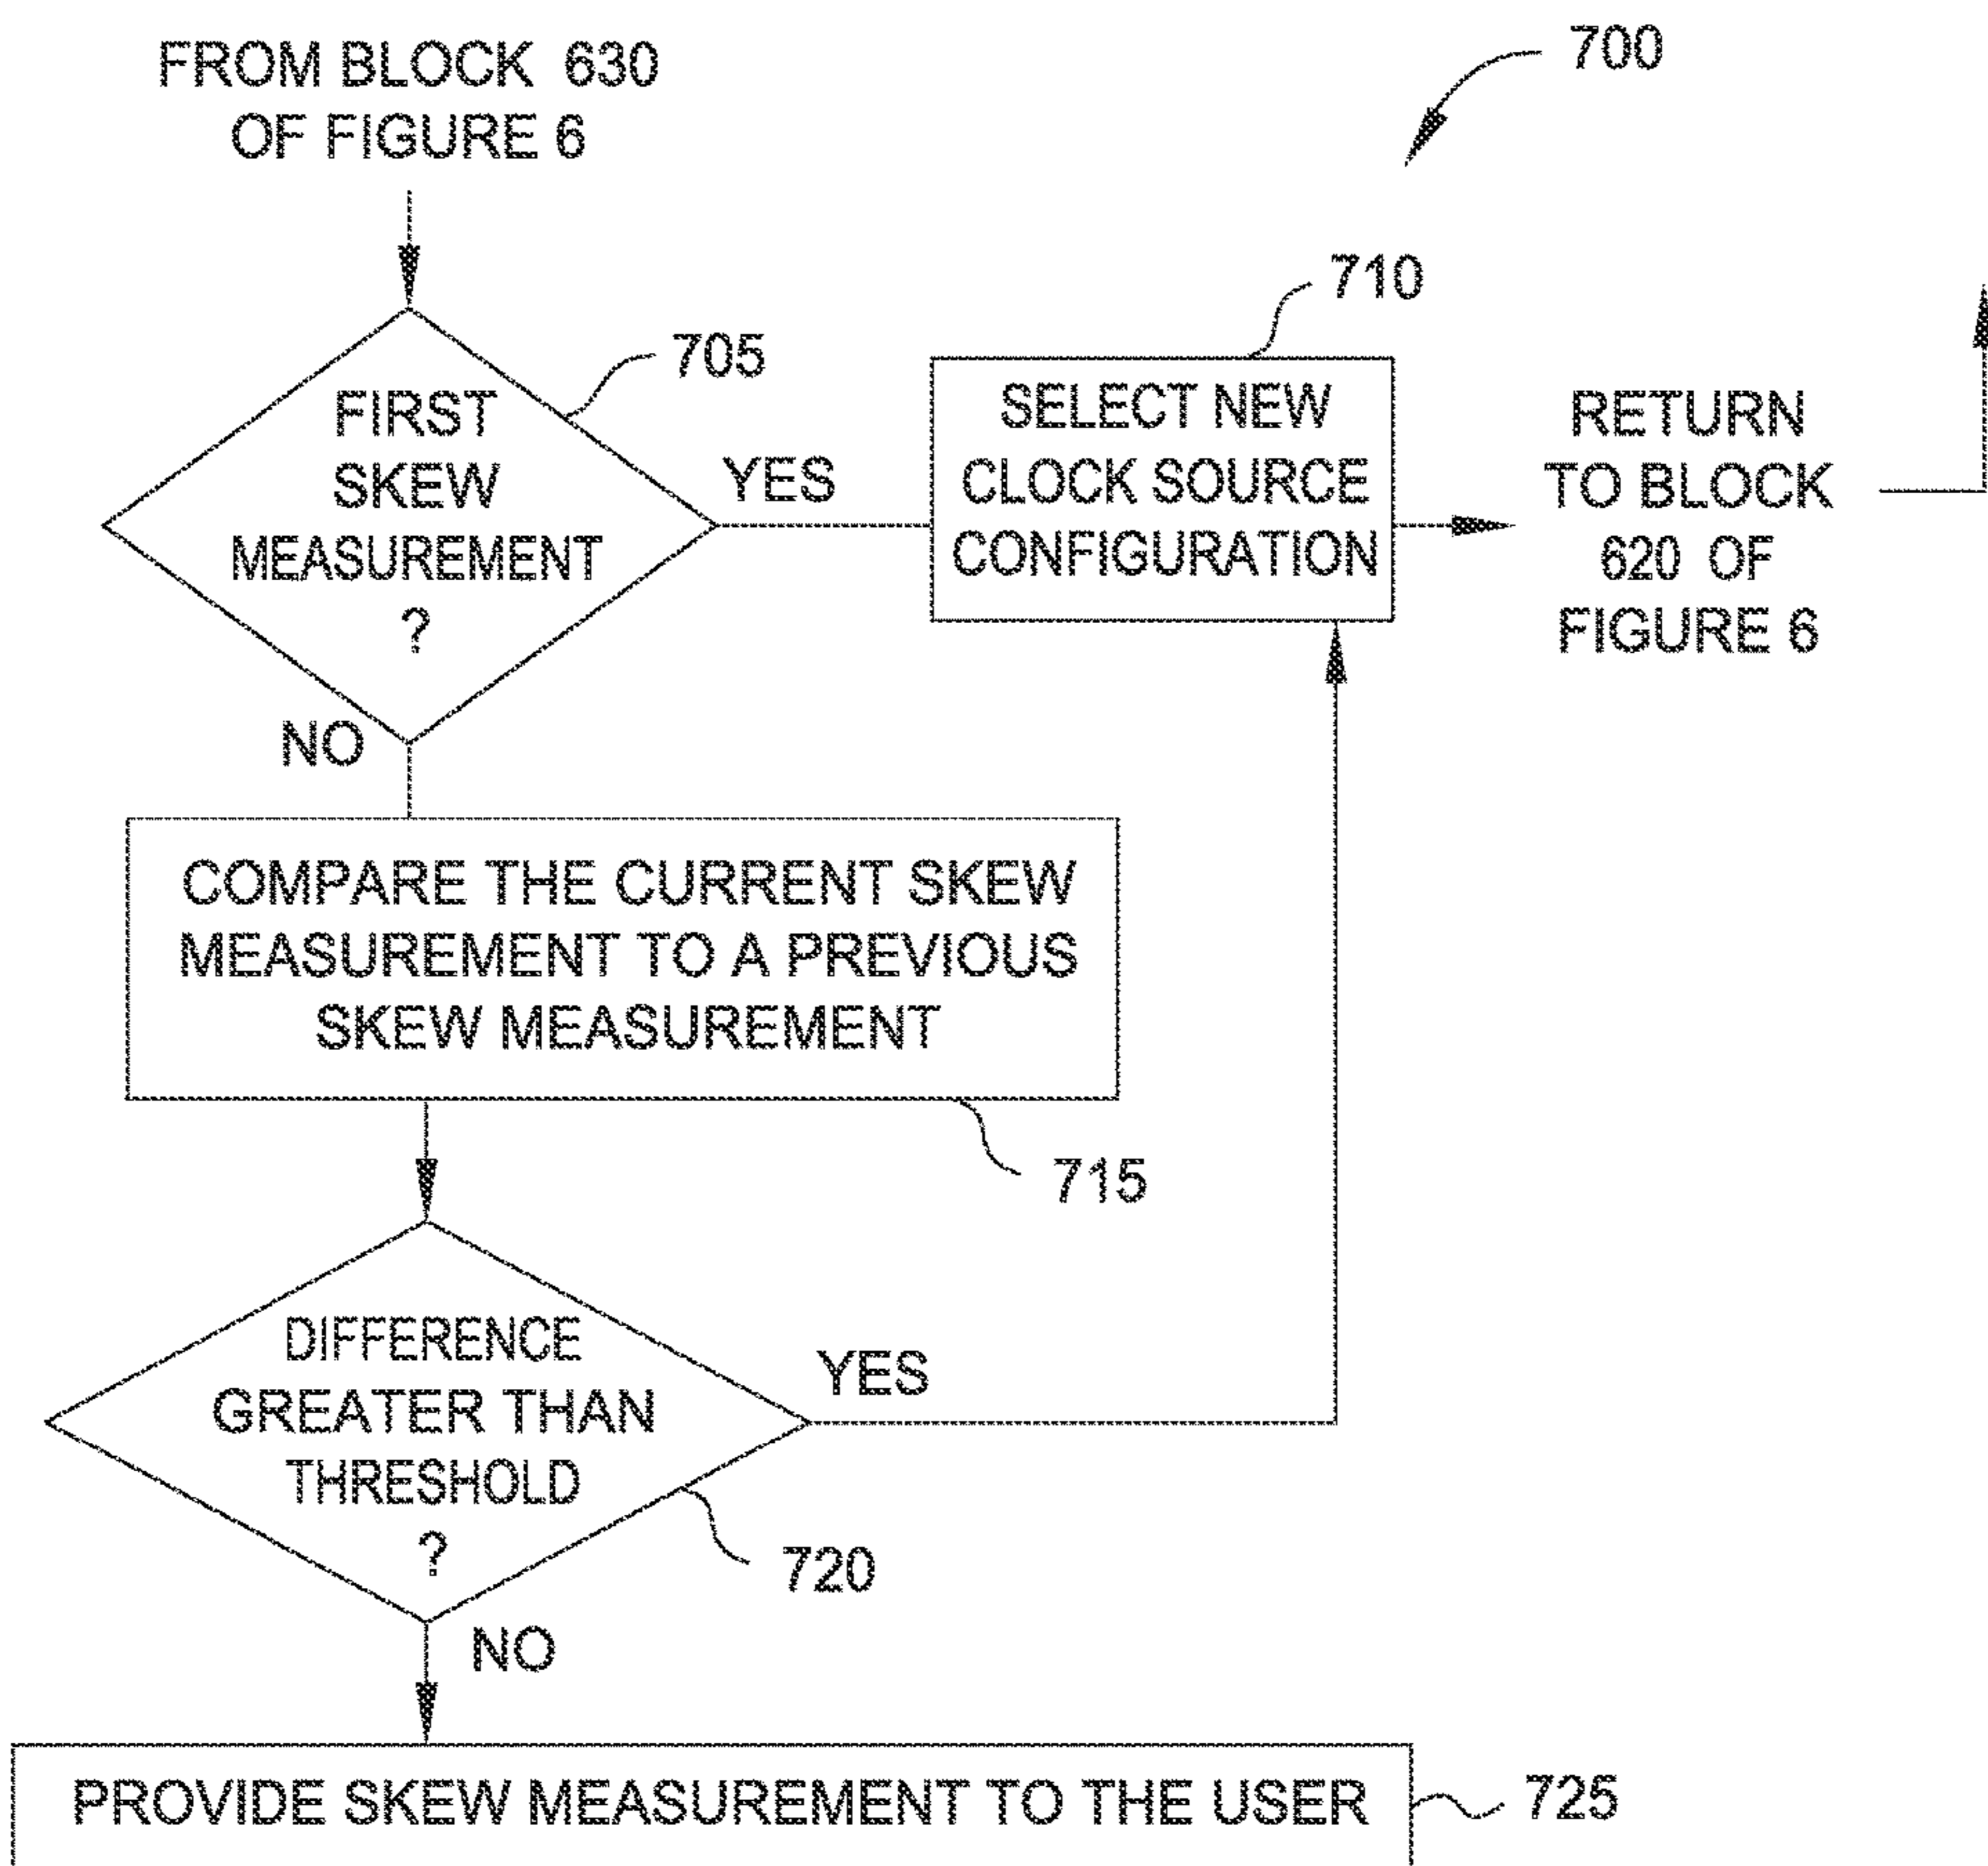 FROM BLOCK 630
OF FIGURE 6
700
705
FIRST
SKEW
MEASUREMENT
?
YES
NO
710
SELECT NEW
CLOCK SOURCE
CONFIGURATION
RETURN
TO BLOCK
620 OF
FIGURE 6
COMPARE THE CURRENT SKEW
MEASUREMENT TO A PREVIOUS
SKEW MEASUREMENT
715
DIFFERENCE
GREATER THAN
THRESHOLD
?
YES
720
NO
PROVIDE SKEW MEASUREMENT TO THE USER
725